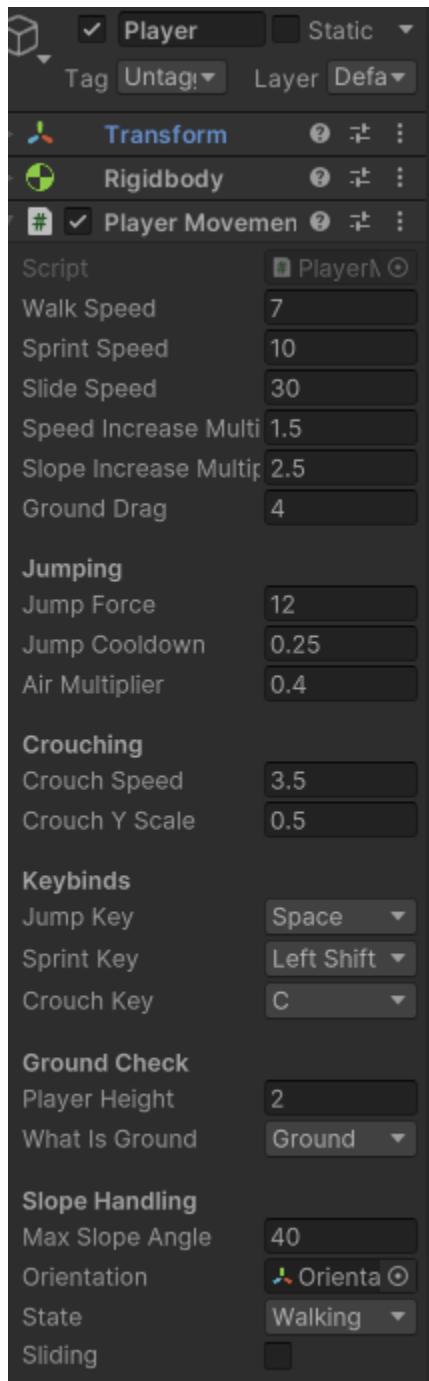 Player Static
Tag Untag Layer Defa
Transform
Rigidbody
# Player Movemen
Script PlayerM
Walk Speed 7
Sprint Speed 10
Slide Speed 30
Speed Increase Multi 1.5
Slope Increase Multip 2.5
Ground Drag 4
Jumping
Jump Force 12
Jump Cooldown 0.25
Air Multiplier 0.4
Crouching
Crouch Speed 3.5
Crouch Y Scale 0.5
Keybinds
Jump Key Space
Sprint Key Left Shift
Crouch Key C
Ground Check
Player Height 2
What Is Ground Ground
Slope Handling
Max Slope Angle 40
Orientation Orienta
State Walking
Sliding